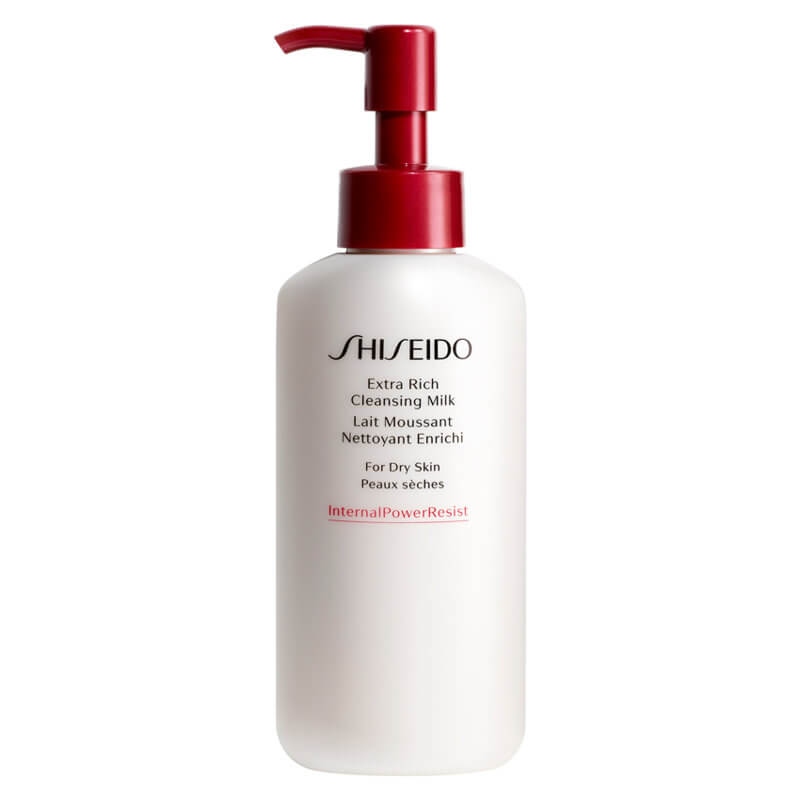 SHISEIDO
Extra Rich
Cleansing Milk
Lait Moussant
Nettoyant Enrichi
For Dry Skin
Peaux sèches
InternalPowerResist